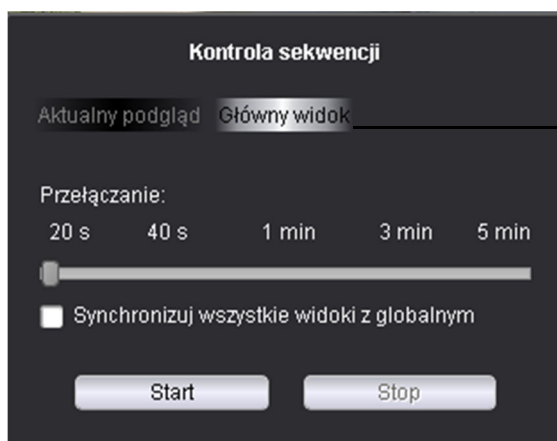 Kontrola sekwencji
Aktualny podgląd Główny widok
Przełączanie:
20 s 40 s 1 min 3 min 5 min
Synchronizuj wszystkie widoki z globalnym
Start Stop